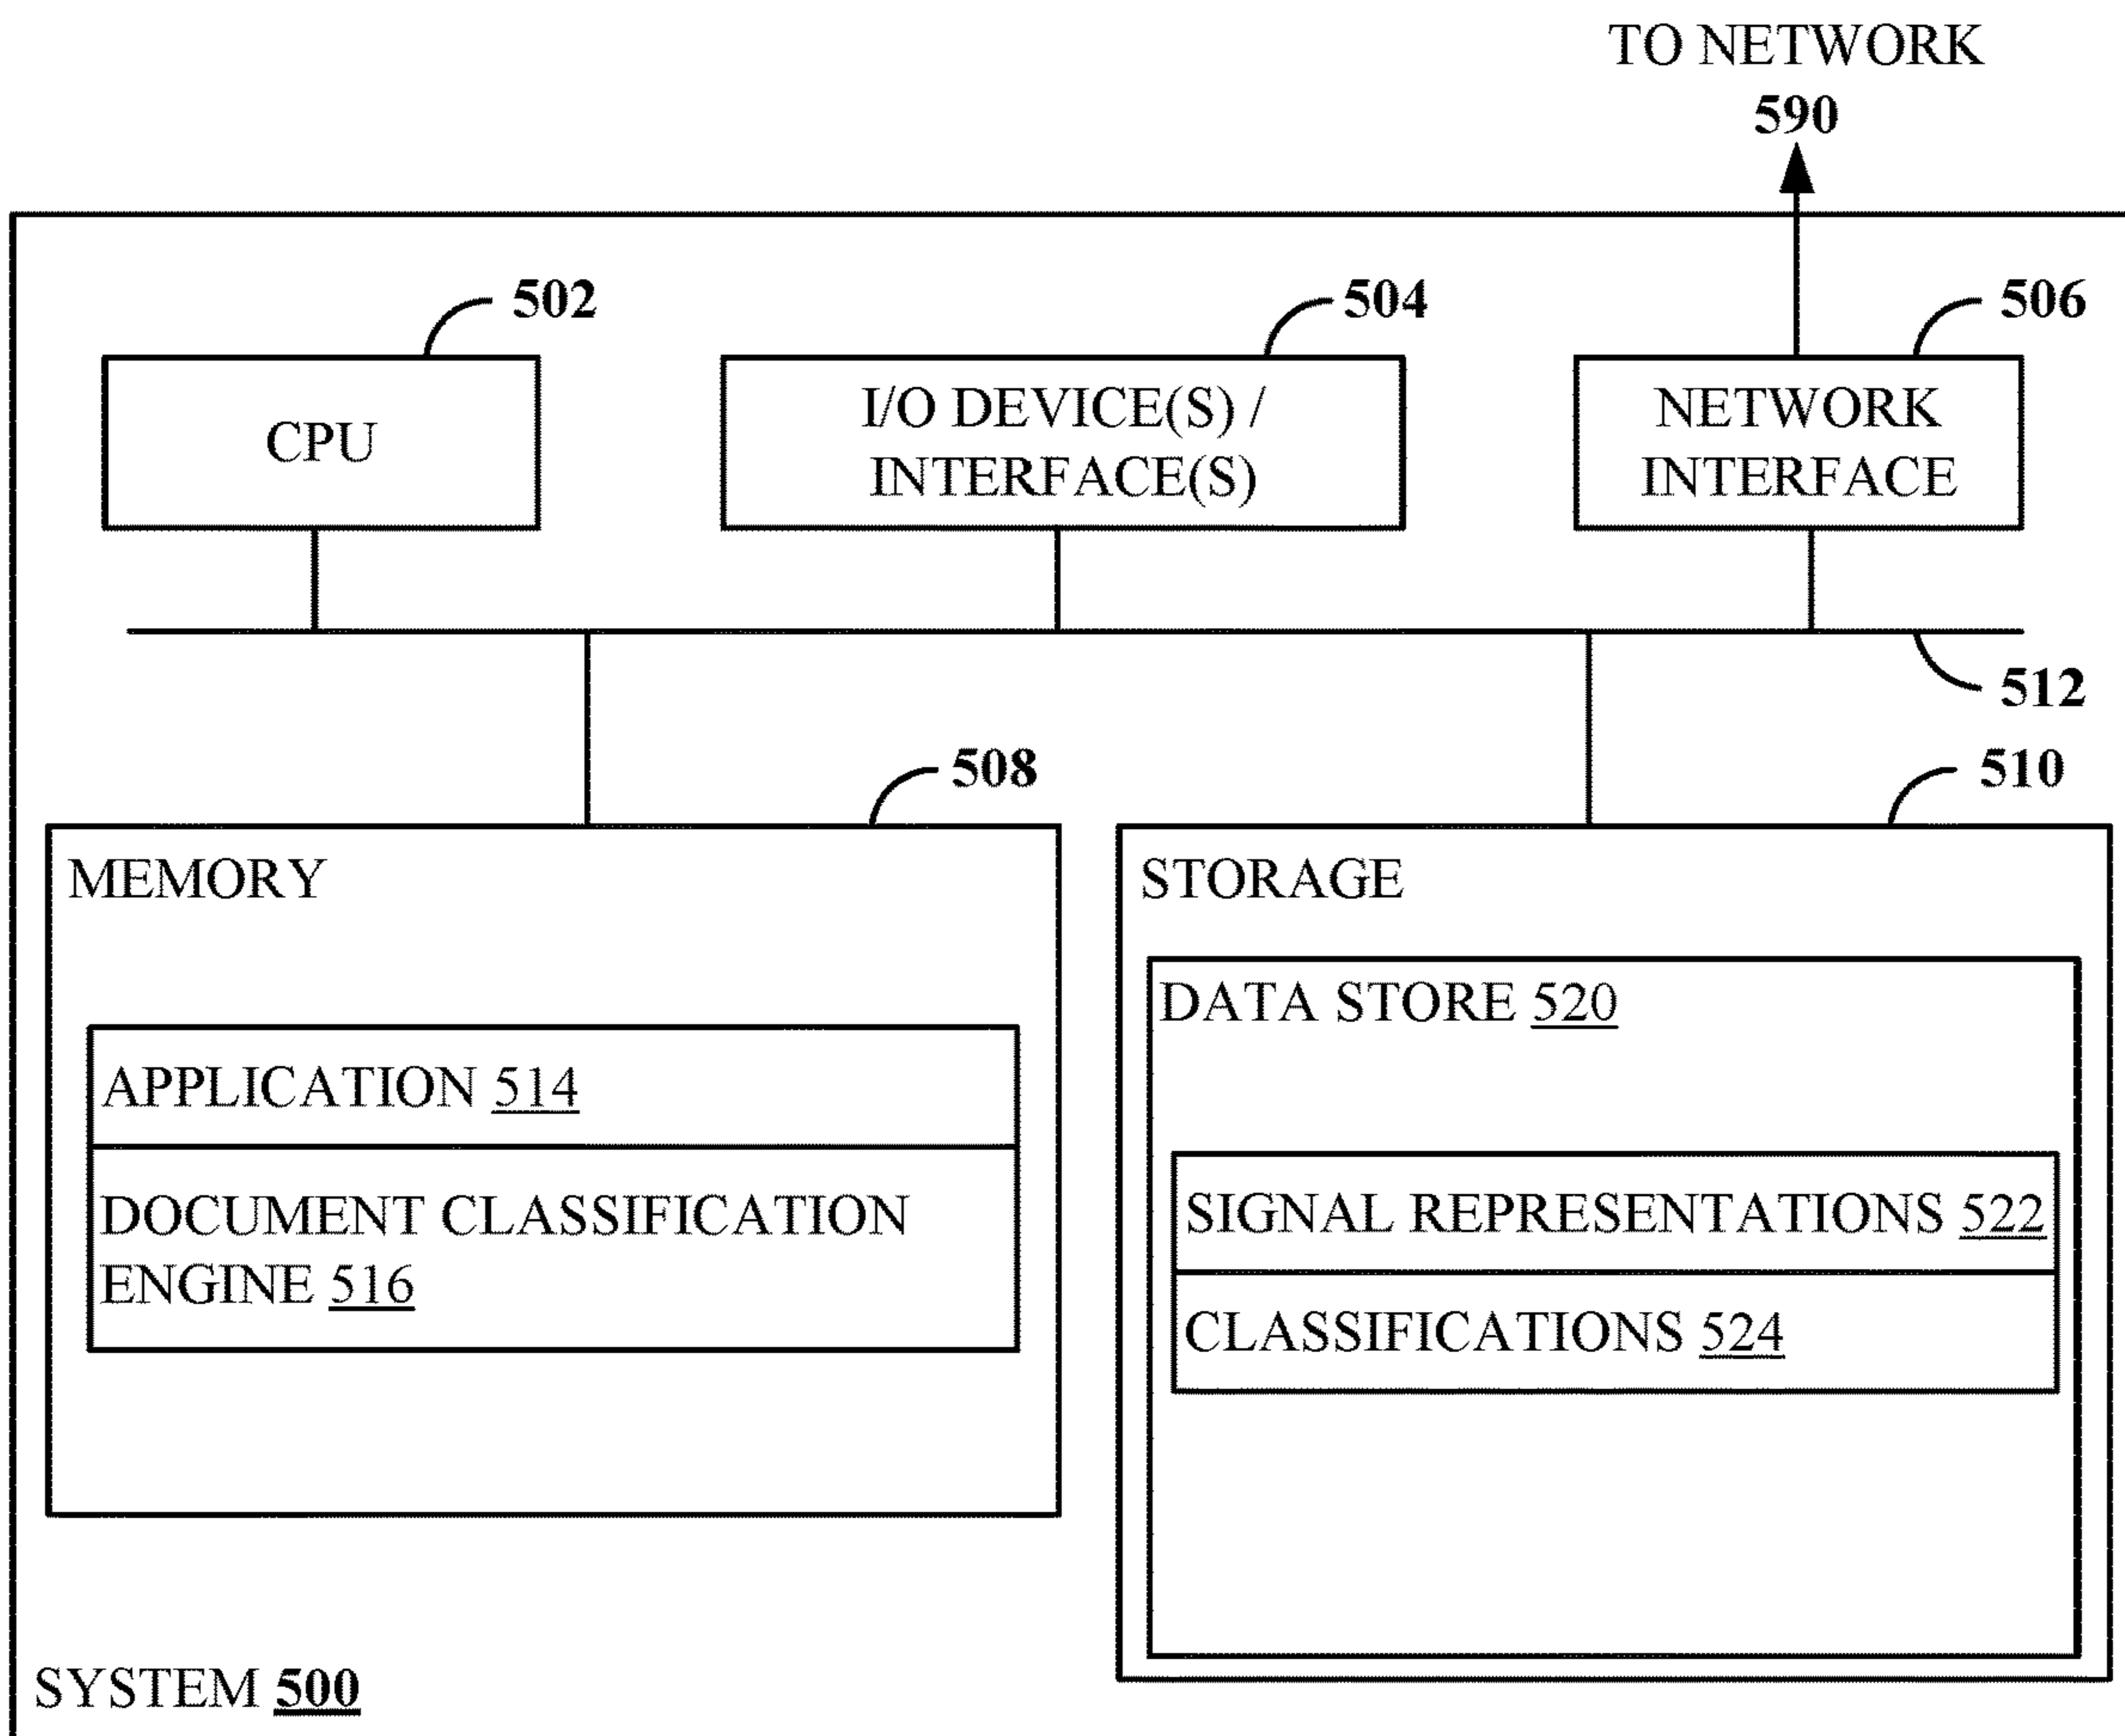 TO NETWORK
590
502
504
506
CPU
I/O DEVICE(S) /
INTERFACE(S)
NETWORK
INTERFACE
512
508
510
MEMORY
APPLICATION 514
DOCUMENT CLASSIFICATION
ENGINE 516
STORAGE
DATA STORE 520
SIGNAL REPRESENTATIONS 522
CLASSIFICATIONS 524
SYSTEM 500